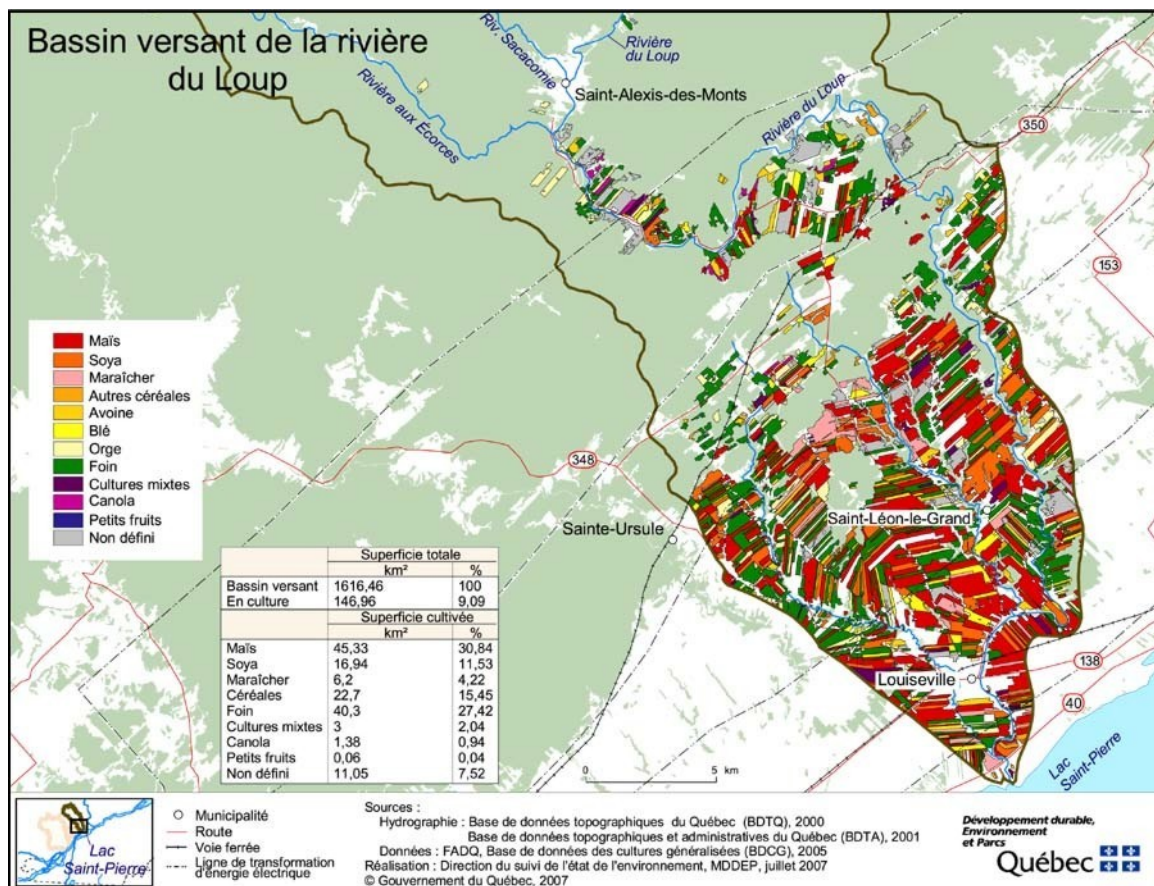 Bassin versant de la rivière
du Loup
Riv. Sacacomie
Rivière
du Loup
Rivière aux Écorces
Saint-Alexis-des-Monts
Rivière du Loup
350
153
Maïs
Soya
Maraîcher
Autres céréales
Avoine
Blé
Orge
Foin
Cultures mixtes
Canola
Petits fruits
Non défini
348
Sainte-Ursule
Saint-Léon-le-Grand
Louiseville
138
40
Lac
Saint-Pierre
Superficie totale
km² %
Bassin versant 1616,46 100
En culture 146,96 9,09
Superficie cultivée
km² %
Maïs 45,33 30,84
Soya 16,94 11,53
Maraîcher 6,2 4,22
Céréales 22,7 15,45
Foin 40,3 27,42
Cultures mixtes 3 2,04
Canola 1,38 0,94
Petits fruits 0,06 0,04
Non défini 11,05 7,52
0 5 km
Lac
Saint-Pierre
Municipalité
Route
Voie ferrée
Ligne de transformation
d'énergie électrique
Sources :
Hydrographie : Base de données topographiques du Québec (BDTQ), 2000
Base de données topographiques et administratives du Québec (BDTA), 2001
Données : FADQ, Base de données des cultures généralisées (BDCG), 2005
Réalisation : Direction du suivi de l'état de l'environnement, MDDEP, juillet 2007
© Gouvernement du Québec, 2007
Développement durable,
Environnement
et Parcs
Québec